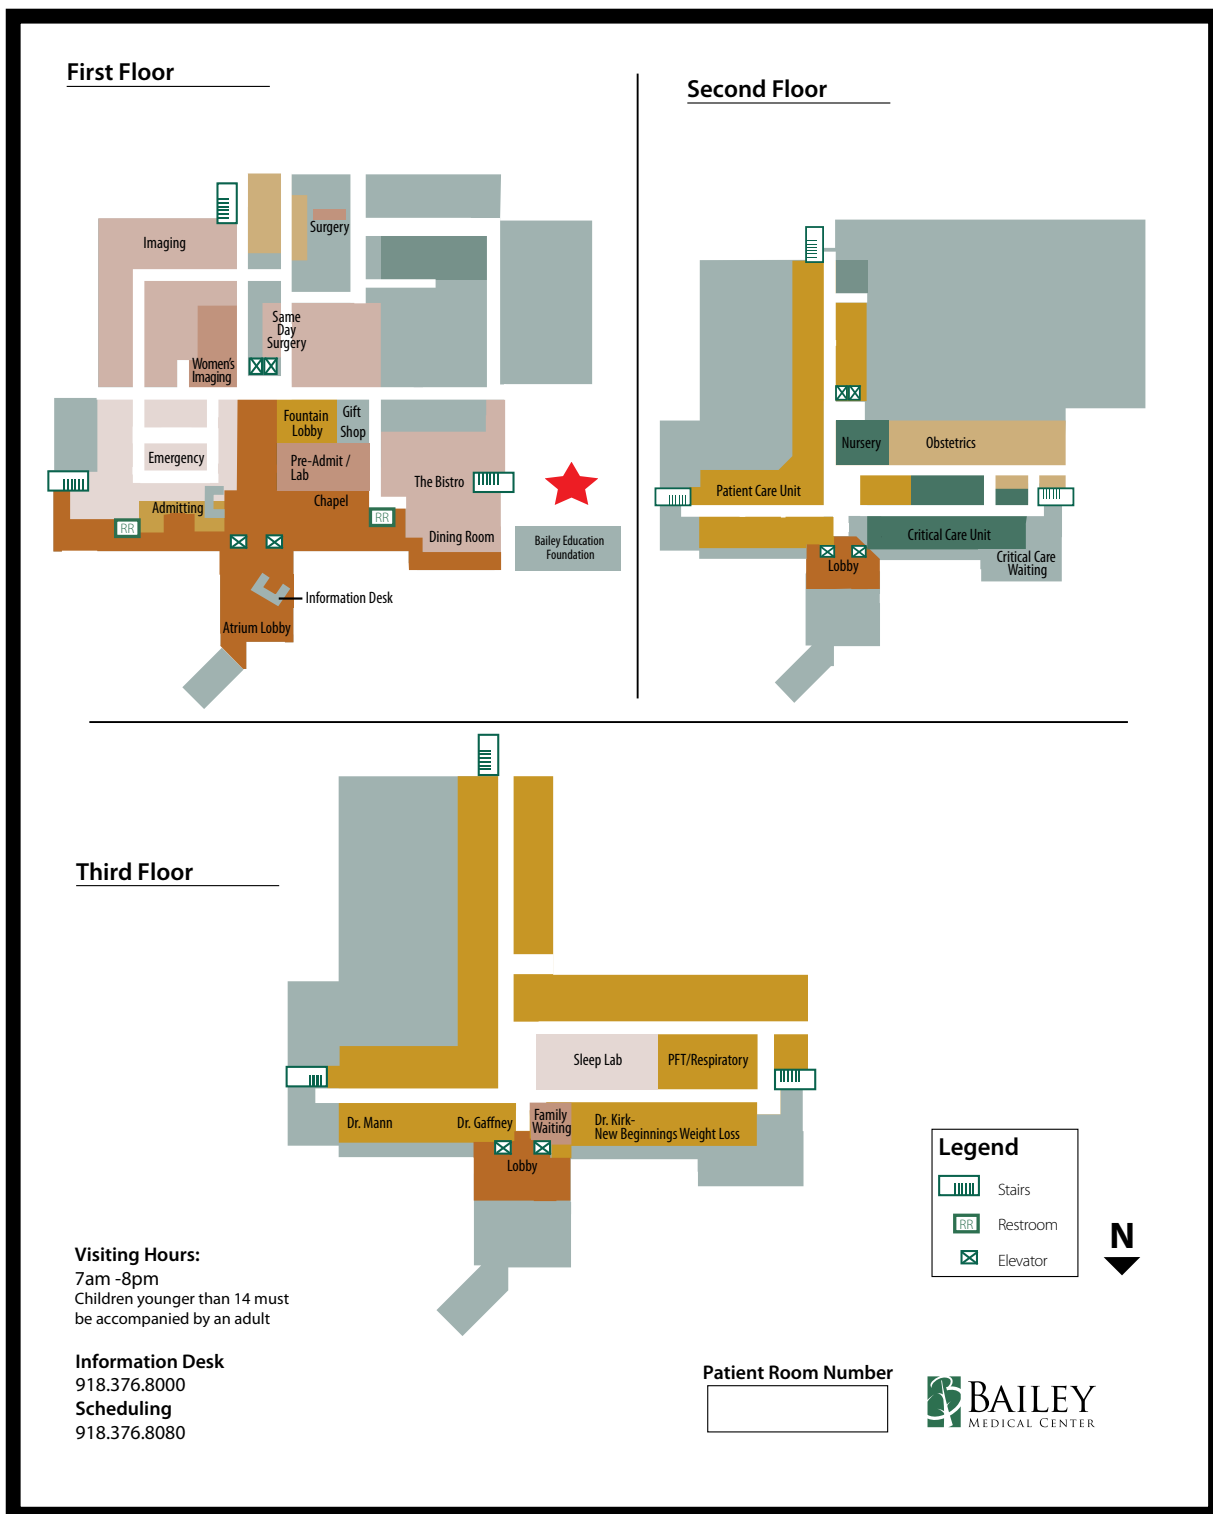 First Floor
Second Floor
Imaging
Surgery
Same
Day
Surgery
Women's
Imaging
Fountain
Lobby
Gift
Shop
Emergency
Pre-Admit /
Lab
The Bistro
Chapel
Admitting
RR
RR
Dining Room
Bailey Education
Foundation
Information Desk
Atrium Lobby
Nursery
Obstetrics
Patient Care Unit
Critical Care Unit
Critical Care
Waiting
Lobby
Third Floor
Sleep Lab
PFT/Respiratory
Dr. Mann
Dr. Gaffney
Family
Waiting
Dr. Kirk-
New Beginnings Weight Loss
Lobby
Legend
Stairs
RR
Restroom
Elevator
N
Visiting Hours:
7am -8pm
Children younger than 14 must
be accompanied by an adult
Information Desk
918.376.8000
Scheduling
918.376.8080
Patient Room Number
BAILEY
MEDICAL CENTER